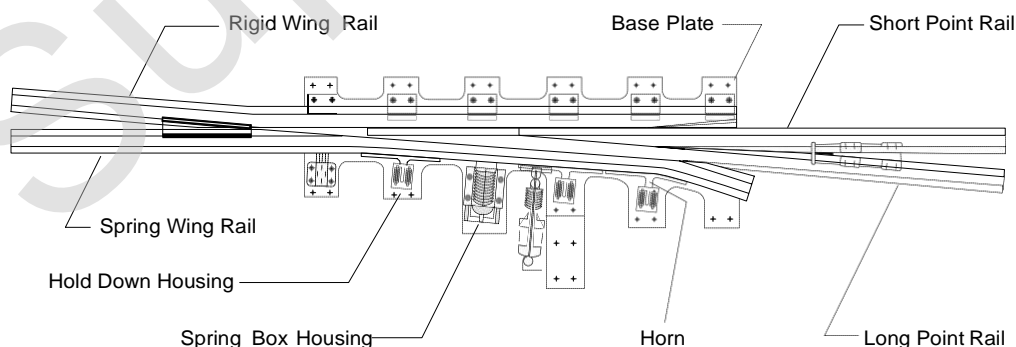 Rigid Wing Rail
Base Plate
Short Point Rail
Spring Wing Rail
Hold Down Housing
Spring Box Housing
Horn
Long Point Rail